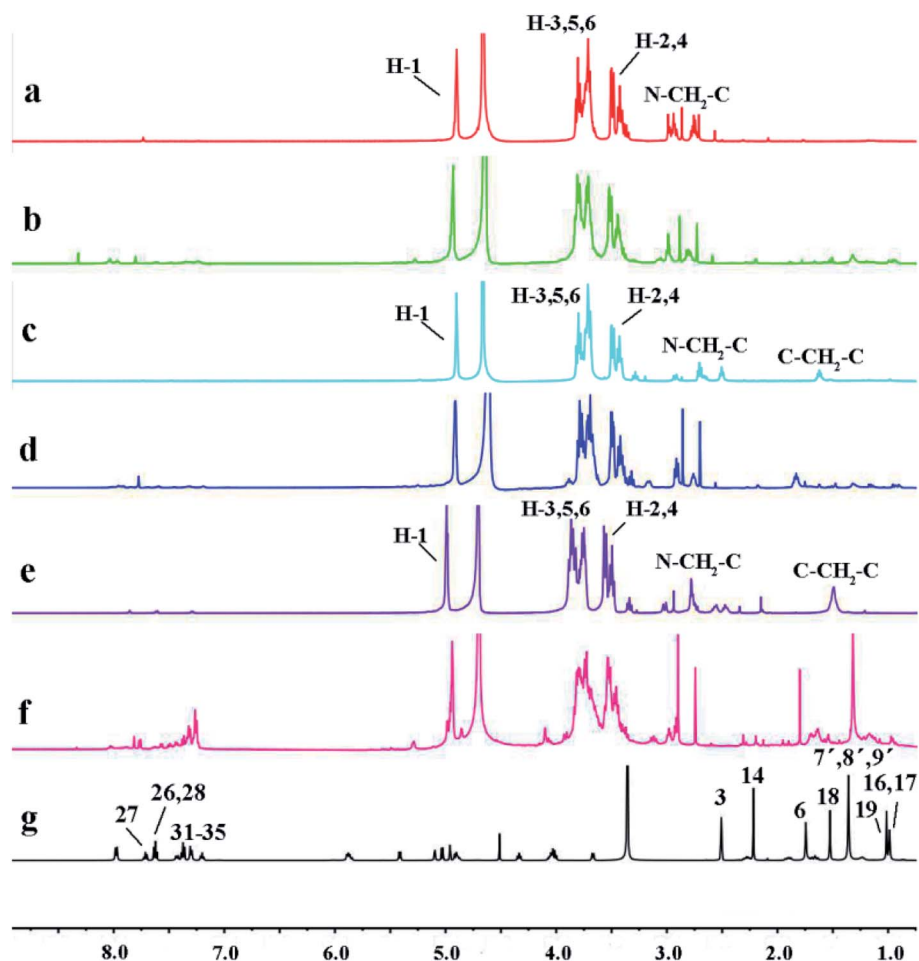 H-3,5,6
H-2,4
H-1
N-CH₂-C
a
b
H-3,5,6
H-2,4
H-1
N-CH₂-C
C-CH₂-C
c
d
H-3,5,6
H-2,4
H-1
N-CH₂-C
C-CH₂-C
e
f
7´,8´,9´
26,28
16,17
27
31-35
3
14
6
18
19
g
8.0 7.0 6.0 5.0 4.0 3.0 2.0 1.0